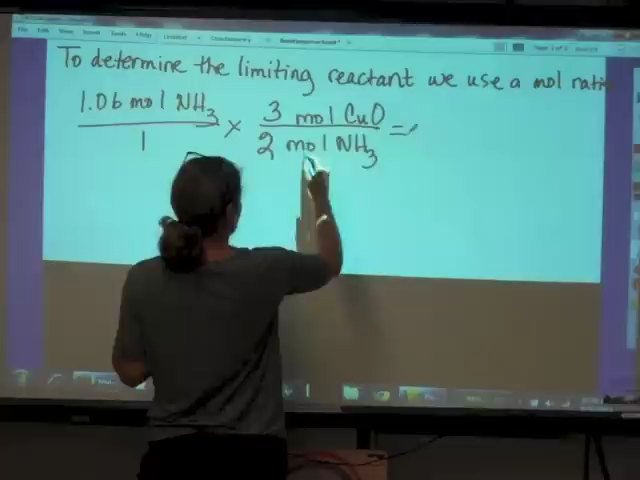 To determine the limiting reactant we use a mol
1.06 mol NH3 × 3 mol CuO =
1 2 mol NH3